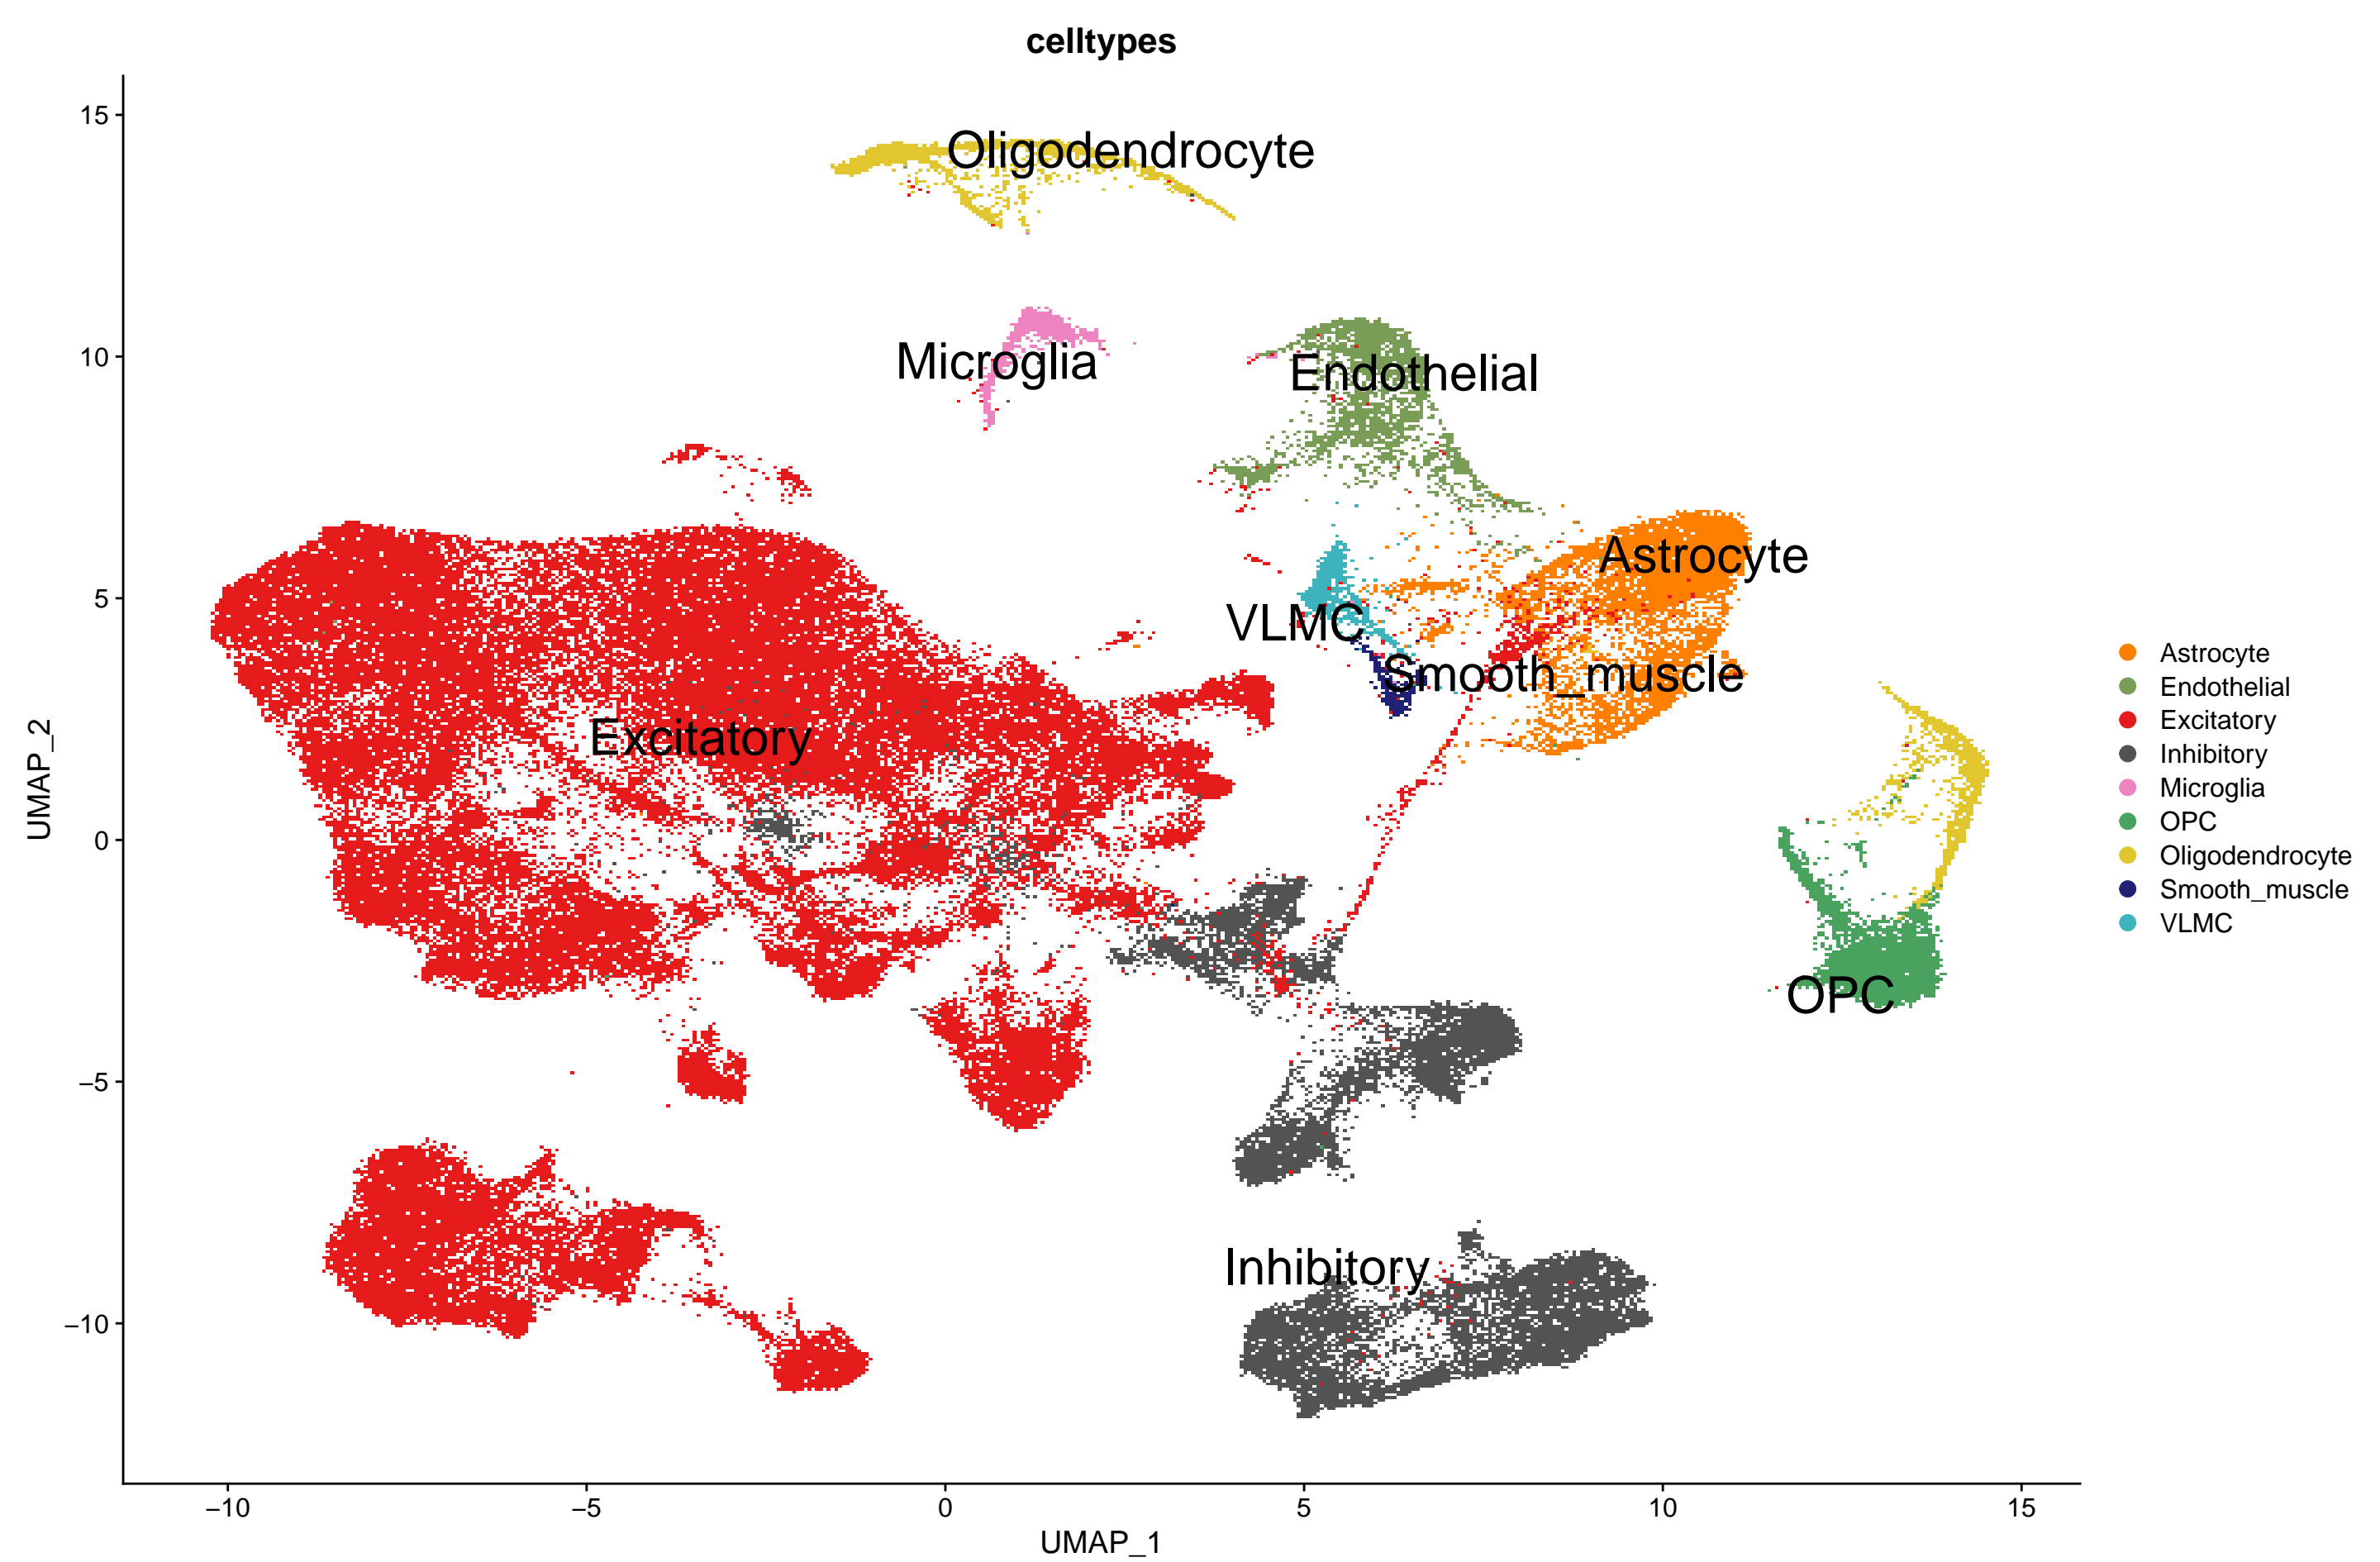 celltypes
15
10
5
0
−5
−10
UMAP_2
Oligodendrocyte
Microglia
Endothelial
Astrocyte
VLMC
Smooth_muscle
Excitatory
OPC
Inhibitory
−10
−5
0
5
10
15
UMAP_1
Astrocyte
Endothelial
Excitatory
Inhibitory
Microglia
OPC
Oligodendrocyte
Smooth_muscle
VLMC